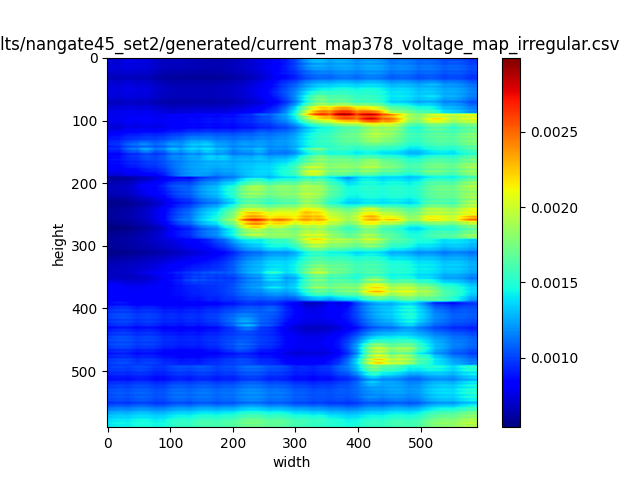 lts/nangate45_set2/generated/current_map378_voltage_map_irregular.csv
0
100
200
300
400
500
height
0 100 200 300 400 500
width
0.0025
0.0020
0.0015
0.0010